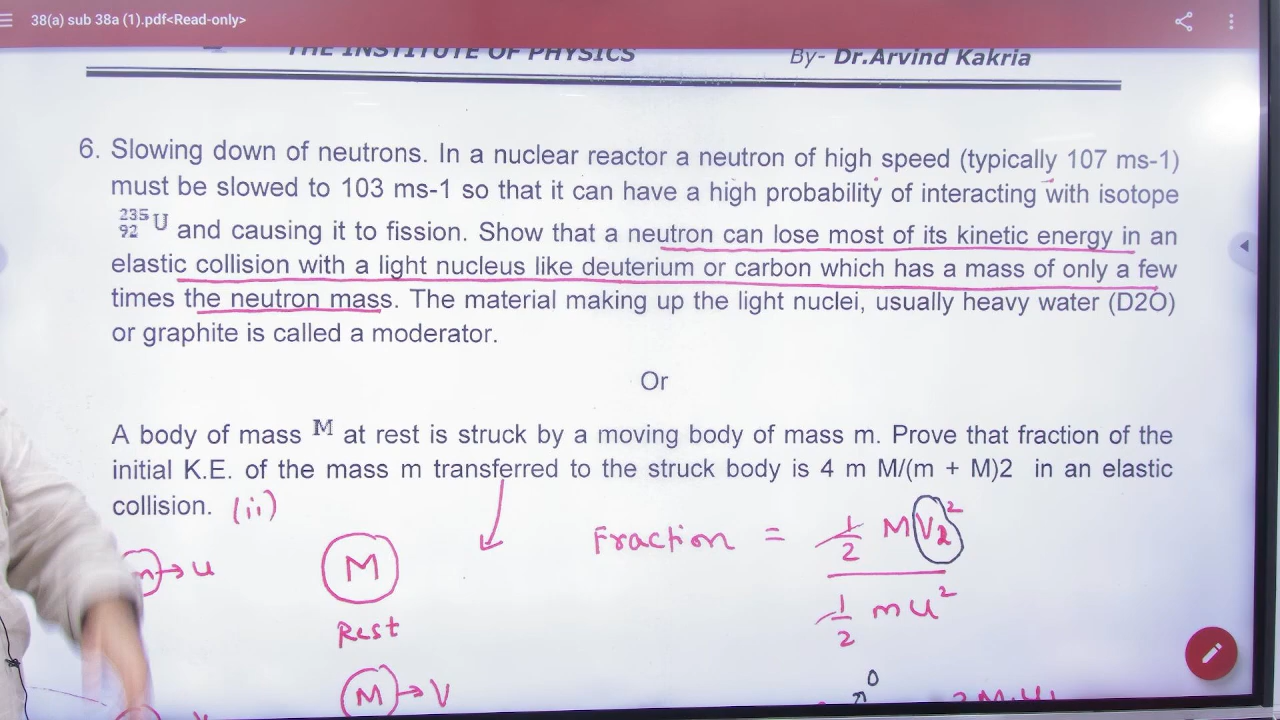 38(a) sub 38a (1).pdf<Read-only>
THE INSTITUTE OF PHYSICS By- Dr.Arvind Kakria
6. Slowing down of neutrons. In a nuclear reactor a neutron of high speed (typically 107 ms-1)
must be slowed to 103 ms-1 so that it can have a high probability of interacting with isotope
²³⁵₉₂U and causing it to fission. Show that a neutron can lose most of its kinetic energy in an
elastic collision with a light nucleus like deuterium or carbon which has a mass of only a few
times the neutron mass. The material making up the light nuclei, usually heavy water (D2O)
or graphite is called a moderator.
Or
A body of mass M at rest is struck by a moving body of mass m. Prove that fraction of the
initial K.E. of the mass m transferred to the struck body is 4 m M/(m + M)2 in an elastic
collision. (ii)
m → u M Fraction = ½ M V₂²
½ m u²
Rest
M → V
0